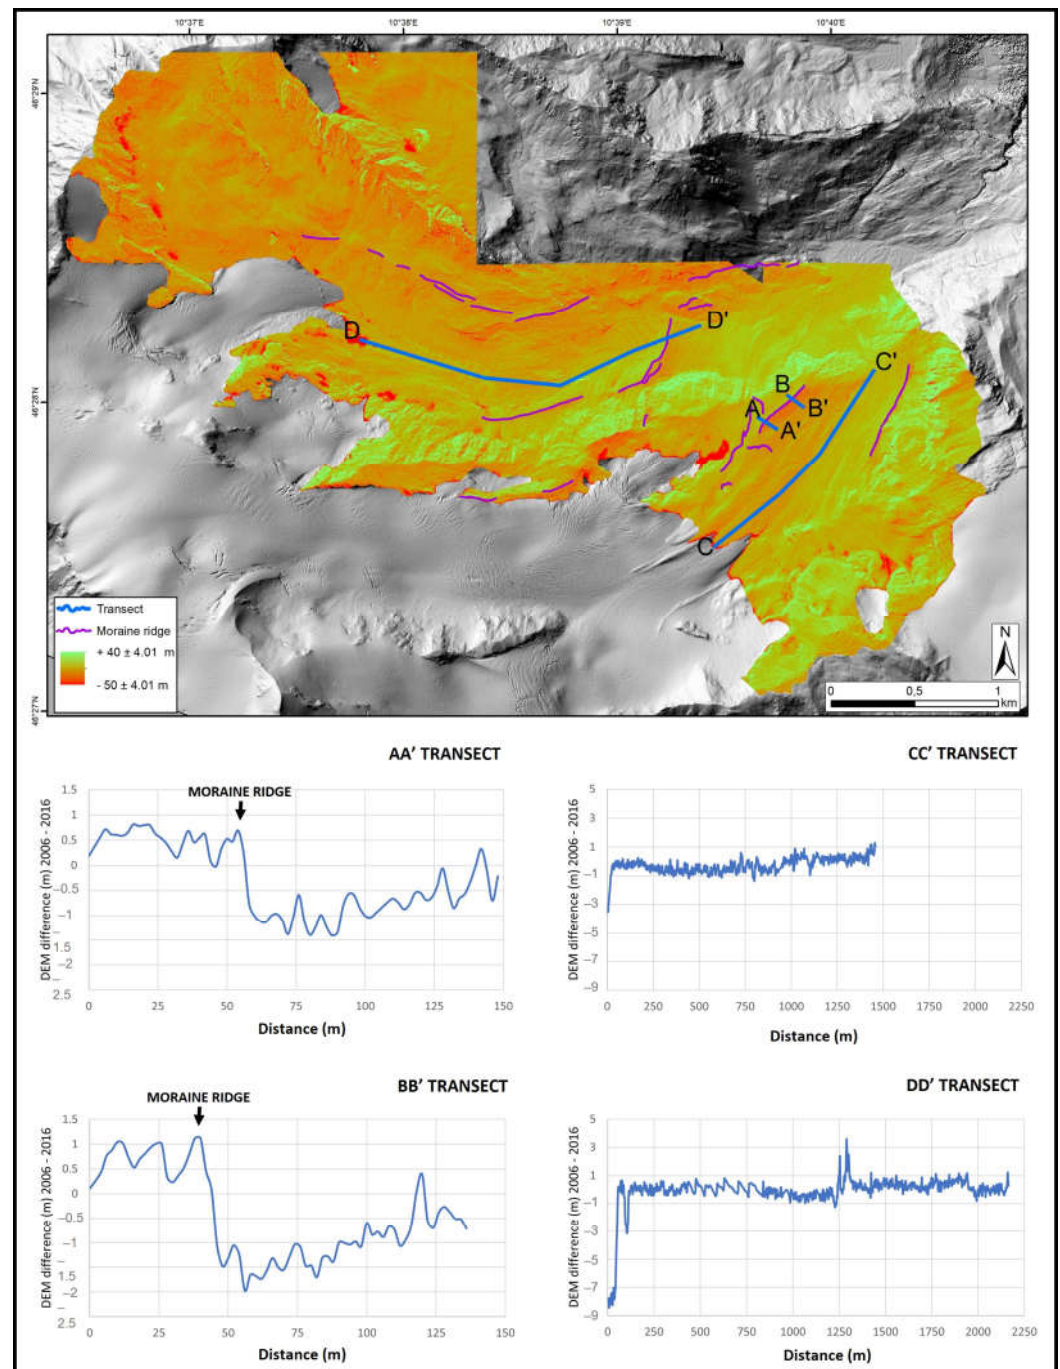 10°37'E 10°38'E 10°39'E 10°40'E
46°29'N
46°28'N
46°27'N
D D'
C'
B
A B'
A'
C
Transect
Moraine ridge
+ 40 ± 4.01 m
- 50 ± 4.01 m
N
0 0,5 1
km
AA' TRANSECT
MORAINE RIDGE
DEM difference (m) 2006 - 2016
1.5
1
0.5
0
–0.5
–1
–
1.5
–2
–
2.5
0 25 50 75 100 125 150
Distance (m)
CC' TRANSECT
DEM difference (m) 2006 - 2016
5
3
1
–1
–3
–5
–7
–9
0 250 500 750 1000 1250 1500 1750 2000 2250
Distance (m)
BB' TRANSECT
MORAINE RIDGE
DEM difference (m) 2006 - 2016
1.5
1
0.5
0
–0.5
–1
–
1.5
–2
–
2.5
0 25 50 75 100 125 150
Distance (m)
DD' TRANSECT
DEM difference (m) 2006 - 2016
5
3
1
–1
–3
–5
–7
–9
0 250 500 750 1000 1250 1500 1750 2000 2250
Distance (m)